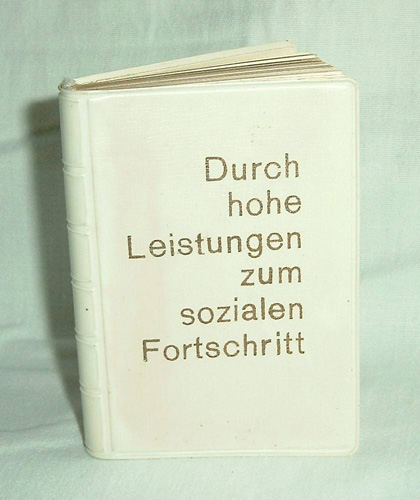 Durch
hohe
Leistungen
zum
sozialen
Fortschritt